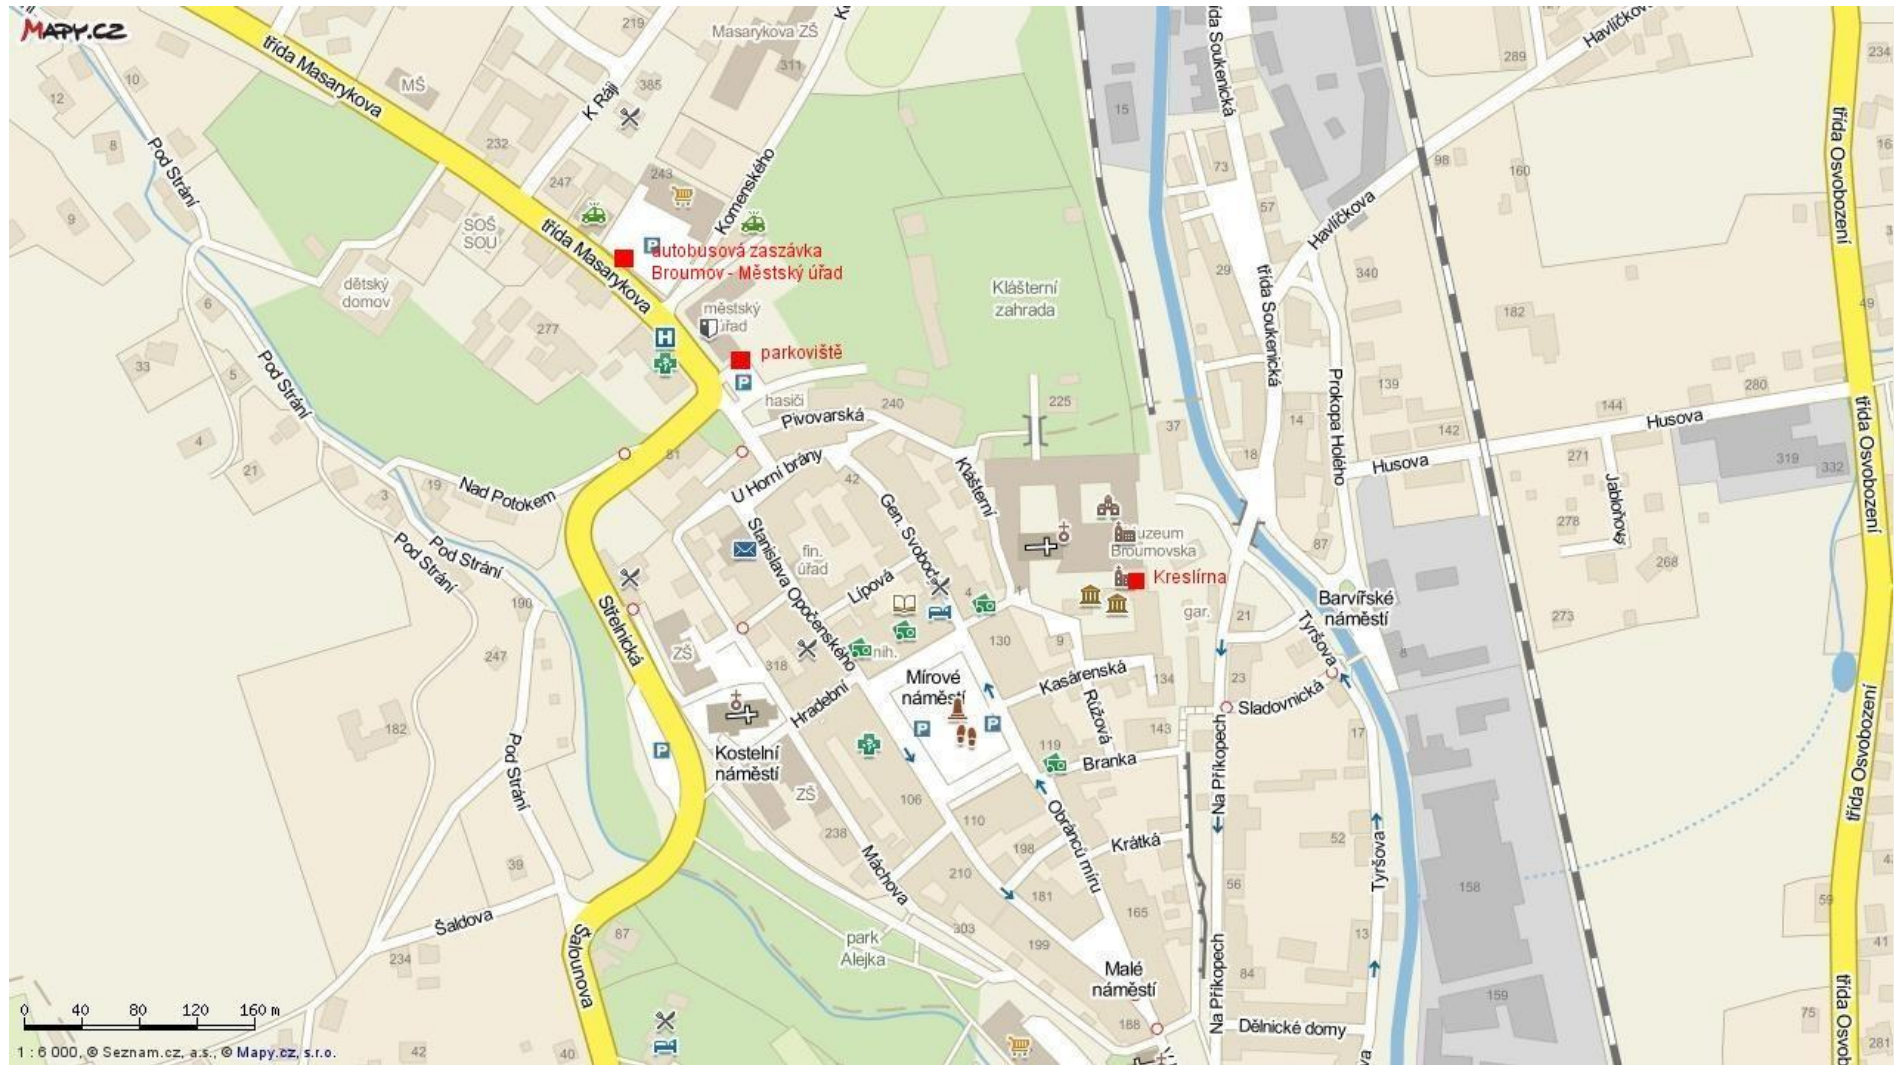 MAPY.CZ
třída Masarykova
219
Masarykova ZŠ
311
třída Soukenická
289
Havlíčkova
234
12
10
MŠ
K Ráji
385
15
8
Pod Strání
232
247
243
Komenského
73
98
160
třída Osvobození
16
9
SOŠ
SOU
třída Masarykova
57
Havlíčkova
autobusová zaszávka
Broumov - Městský úřad
dětský
domov
Klášterní
zahrada
29
třída Soukenická
340
49
6
277
městský
úřad
182
33
5
Pod Strání
parkoviště
hasiči
240
225
Prokopa Holého
139
280
144
Husova
třída Osvobození
4
21
81
Pivovarská
37
14
18
142
Husova
271
319
332
3
19
Nad Potokem
U Horní brány
42
Klášterní
Jabloňový
278
268
Pod Strání
Pod Strání
Stanislava Opočenského
fin.
úřad
Gen. Svobody
Lípová
muzeum
Broumovska
87
Kreslírna
190
Střelnická
4
1
gar.
21
Barvířské
náměstí
273
Tyršova
247
ZŠ
318
knih.
130
9
Mírové
náměstí
Kasárenská
134
23
8
Hradební
Růžová
Sladovnická
182
Pod Strání
Kostelní
náměstí
119
143
Branka
17
Na Příkopech
třída Osvobození
ZŠ
106
110
Obránců míru
238
198
Krátká
52
Tyršova
39
Máchova
210
181
56
158
Šaldova
87
303
165
59
234
Šalounova
park
Alejka
199
13
41
Malé
náměstí
84
Na Příkopech
159
0 40 80 120 160 m
188
Dělnické domy
75
třída Osvob
1 : 6 000, © Seznam.cz, a.s., © Mapy.cz, s.r.o.
42
40
281